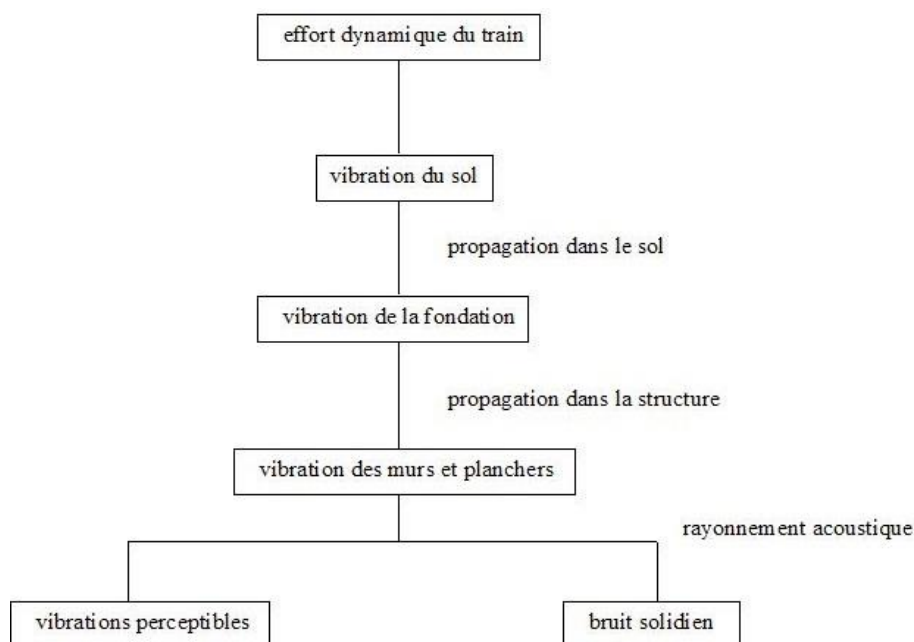 effort dynamique du train
vibration du sol
propagation dans le sol
vibration de la fondation
propagation dans la structure
vibration des murs et planchers
rayonnement acoustique
vibrations perceptibles
bruit solidien